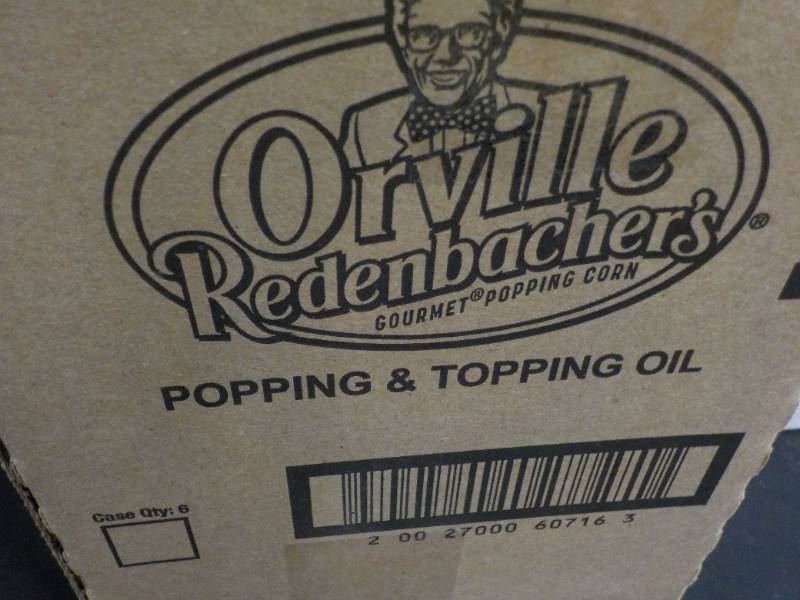 Orville
Redenbacher's®
GOURMET® POPPING CORN
POPPING & TOPPING OIL
Case Qty: 6
2 00 27000 60716 3